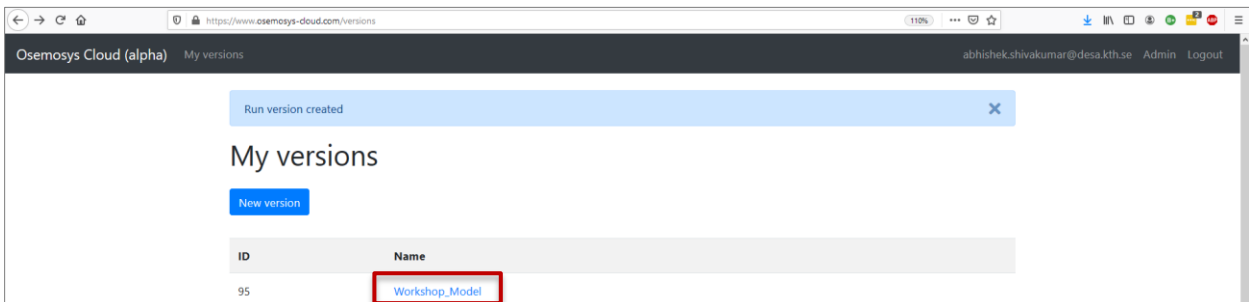 https://www.osemosys-cloud.com/versions 110%
Osemosys Cloud (alpha) My versions abhishek.shivakumar@desa.kth.se Admin Logout
Run version created
My versions
New version
ID Name
95 Workshop_Model